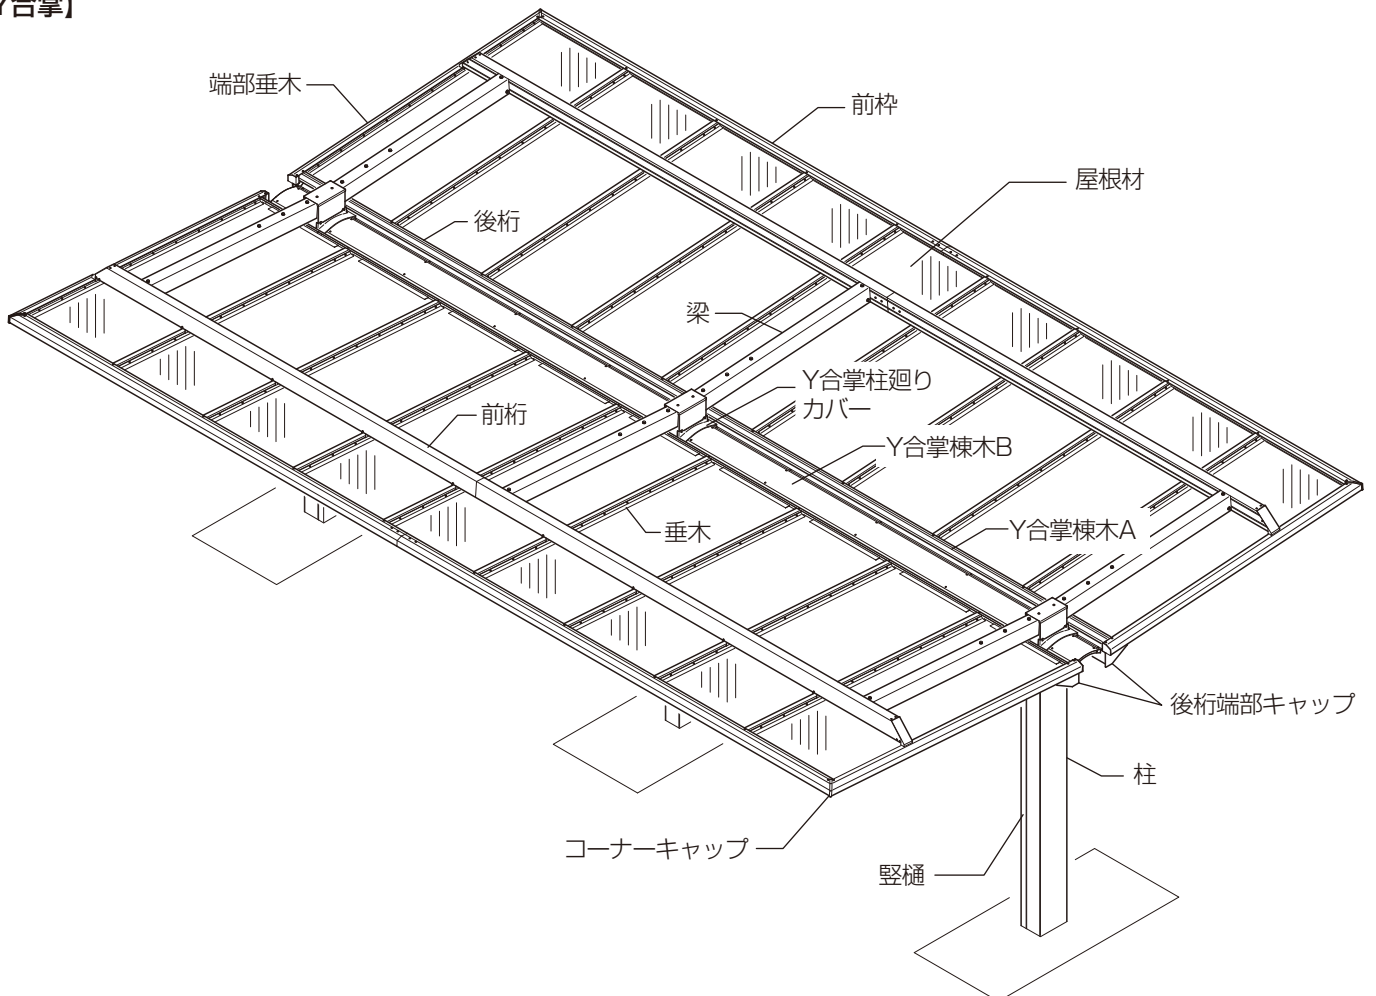 Y合掌】
端部垂木
前枠
屋根材
後桁
梁
Y合掌柱廻り
カバー
前桁
Y合掌棟木B
垂木
Y合掌棟木A
後桁端部キャップ
柱
コーナーキャップ
竪樋